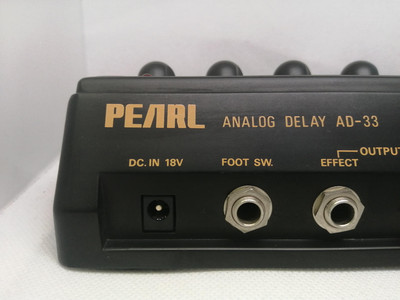 PEARL ANALOG DELAY AD-33
OUTPUT
DC. IN 18V FOOT SW. EFFECT